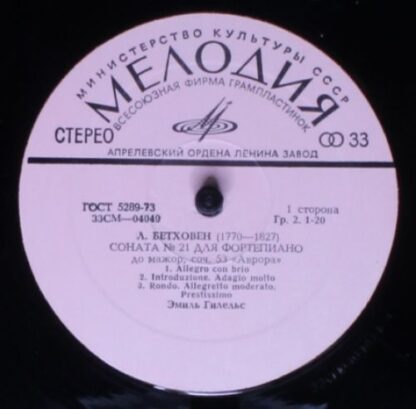 МИНИСТЕРСТВО КУЛЬТУРЫ СССР
МЕЛОДИЯ
ВСЕСОЮЗНАЯ ФИРМА ГРАМПЛАСТИНОК
СТЕРЕО
33
АПРЕЛЕВСКИЙ ОРДЕНА ЛЕНИНА ЗАВОД
ГОСТ 5289-73
33СМ—04049
1 сторона
Гр. 2. 1-20
Л. БЕТХОВЕН (1770—1827)
СОНАТА № 21 ДЛЯ ФОРТЕПИАНО
до мажор, соч. 53 «Аврора»
1. Allegro con brio
2. Introduzione. Adagio molto
3. Rondo. Allegretto moderato.
Prestissimo
Эмиль Гилельс